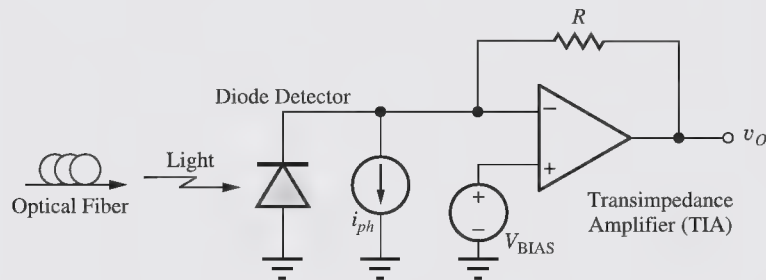 R
Diode Detector
−
Light
+
v_O
Optical Fiber
i_ph
+
−
V_BIAS
Transimpedance
Amplifier (TIA)